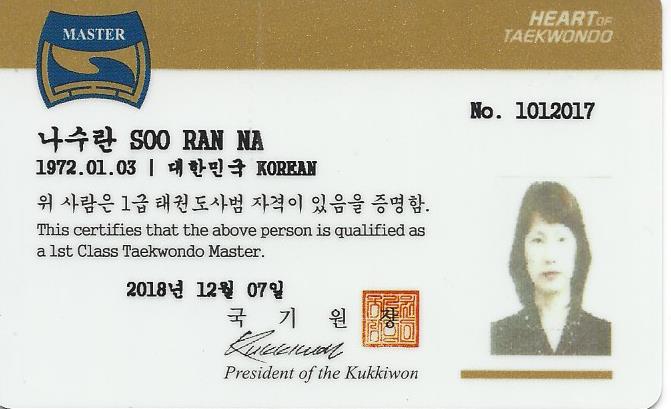 MASTER
HEART OF
TAEKWONDO
No. 1012017
나수란 SOO RAN NA
1972.01.03 | 대한민국 KOREAN
위 사람은 1급 태권도사범 자격이 있음을 증명함.
This certifies that the above person is qualified as
a 1st Class Taekwondo Master.
2018년 12월 07일
국 기 원 장
Kukkiwon
President of the Kukkiwon